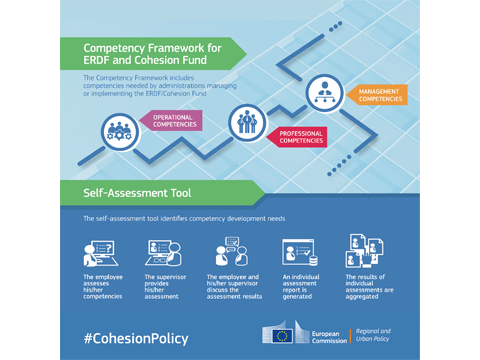 Competency Framework for
ERDF and Cohesion Fund
The Competency Framework includes
competencies needed by administrations managing
or implementing the ERDF/Cohesion Fund
MANAGEMENT
COMPETENCIES
OPERATIONAL
COMPETENCIES
PROFESSIONAL
COMPETENCIES
Self-Assessment Tool
The self-assessment tool identifies competency development needs
The employee
assesses
his/her
competencies
The supervisor
provides
his/her
assessment
The employee and
his/her supervisor
discuss the
assessment results
An individual
assessment
report is
generated
The results of
individual
assessments are
aggregated
#CohesionPolicy
European
Commission
Regional and
Urban Policy